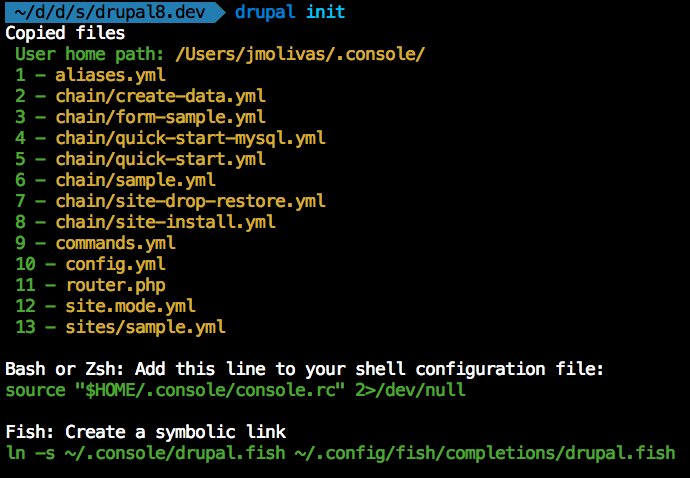 ~/d/d/s/drupal8.dev drupal init
Copied files
User home path: /Users/jmolivas/.console/
1 - aliases.yml
2 - chain/create-data.yml
3 - chain/form-sample.yml
4 - chain/quick-start-mysql.yml
5 - chain/quick-start.yml
6 - chain/sample.yml
7 - chain/site-drop-restore.yml
8 - chain/site-install.yml
9 - commands.yml
10 - config.yml
11 - router.php
12 - site.mode.yml
13 - sites/sample.yml
Bash or Zsh: Add this line to your shell configuration file:
source "$HOME/.console/console.rc" 2>/dev/null
Fish: Create a symbolic link
ln -s ~/.console/drupal.fish ~/.config/fish/completions/drupal.fish